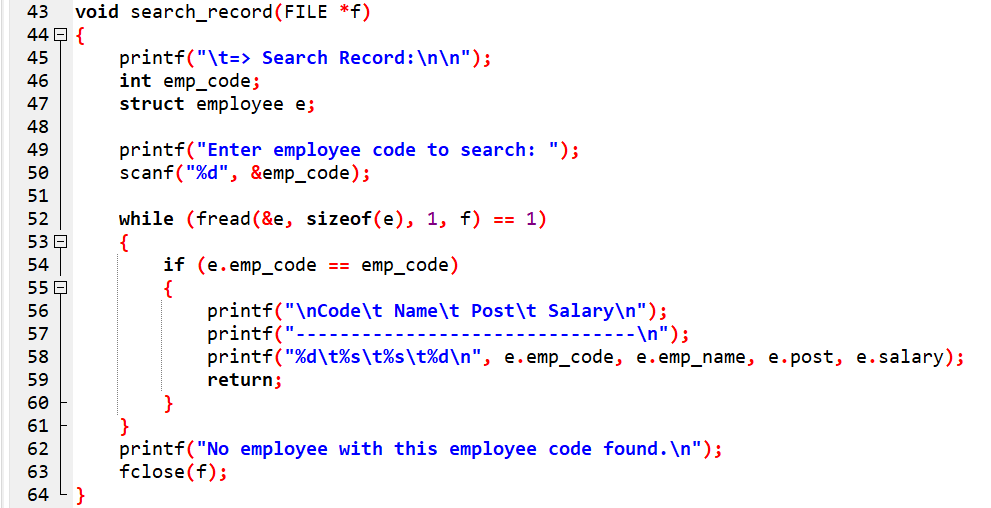 43 void search_record(FILE *f)
44 {
45     printf("\t=> Search Record:\n\n");
46     int emp_code;
47     struct employee e;
48
49     printf("Enter employee code to search: ");
50     scanf("%d", &emp_code);
51
52     while (fread(&e, sizeof(e), 1, f) == 1)
53     {
54         if (e.emp_code == emp_code)
55         {
56             printf("\nCode\t Name\t Post\t Salary\n");
57             printf("-------------------------------\n");
58             printf("%d\t%s\t%s\t%d\n", e.emp_code, e.emp_name, e.post, e.salary);
59             return;
60         }
61     }
62     printf("No employee with this employee code found.\n");
63     fclose(f);
64 }